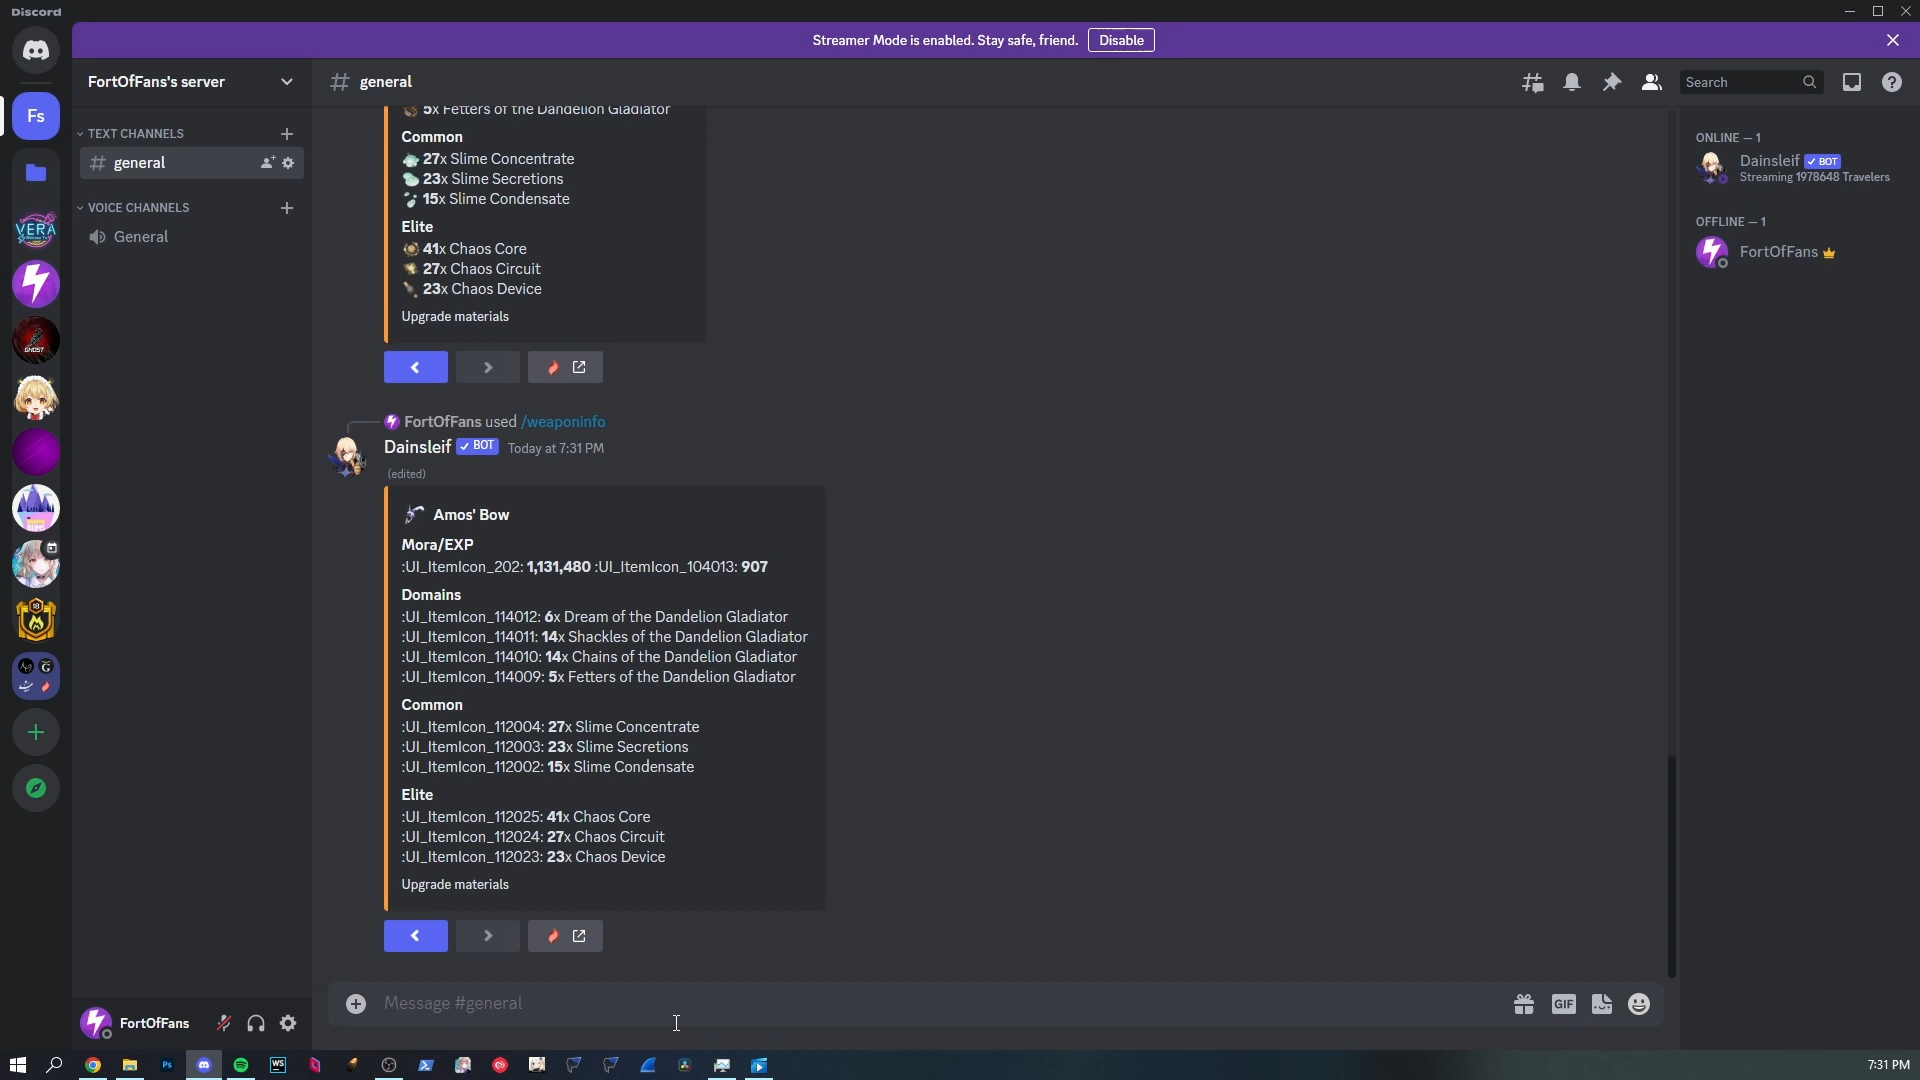 Discord
Streamer Mode is enabled. Stay safe, friend.
Disable
FortOfFans's server
general
Search
Fs
TEXT CHANNELS
general
VOICE CHANNELS
General
5x Fetters of the Dandelion Gladiator
Common
27x Slime Concentrate
23x Slime Secretions
15x Slime Condensate
Elite
41x Chaos Core
27x Chaos Circuit
23x Chaos Device
Upgrade materials
FortOfFans used /weaponinfo
Dainsleif BOT Today at 7:31 PM
(edited)
Amos' Bow
Mora/EXP
:UI_ItemIcon_202: 1,131,480 :UI_ItemIcon_104013: 907
Domains
:UI_ItemIcon_114012: 6x Dream of the Dandelion Gladiator
:UI_ItemIcon_114011: 14x Shackles of the Dandelion Gladiator
:UI_ItemIcon_114010: 14x Chains of the Dandelion Gladiator
:UI_ItemIcon_114009: 5x Fetters of the Dandelion Gladiator
Common
:UI_ItemIcon_112004: 27x Slime Concentrate
:UI_ItemIcon_112003: 23x Slime Secretions
:UI_ItemIcon_112002: 15x Slime Condensate
Elite
:UI_ItemIcon_112025: 41x Chaos Core
:UI_ItemIcon_112024: 27x Chaos Circuit
:UI_ItemIcon_112023: 23x Chaos Device
Upgrade materials
Message #general
GIF
ONLINE — 1
Dainsleif BOT
Streaming 1978648 Travelers
OFFLINE — 1
FortOfFans
VERA
GHOST
FortOfFans
Ps
WS
7:31 PM